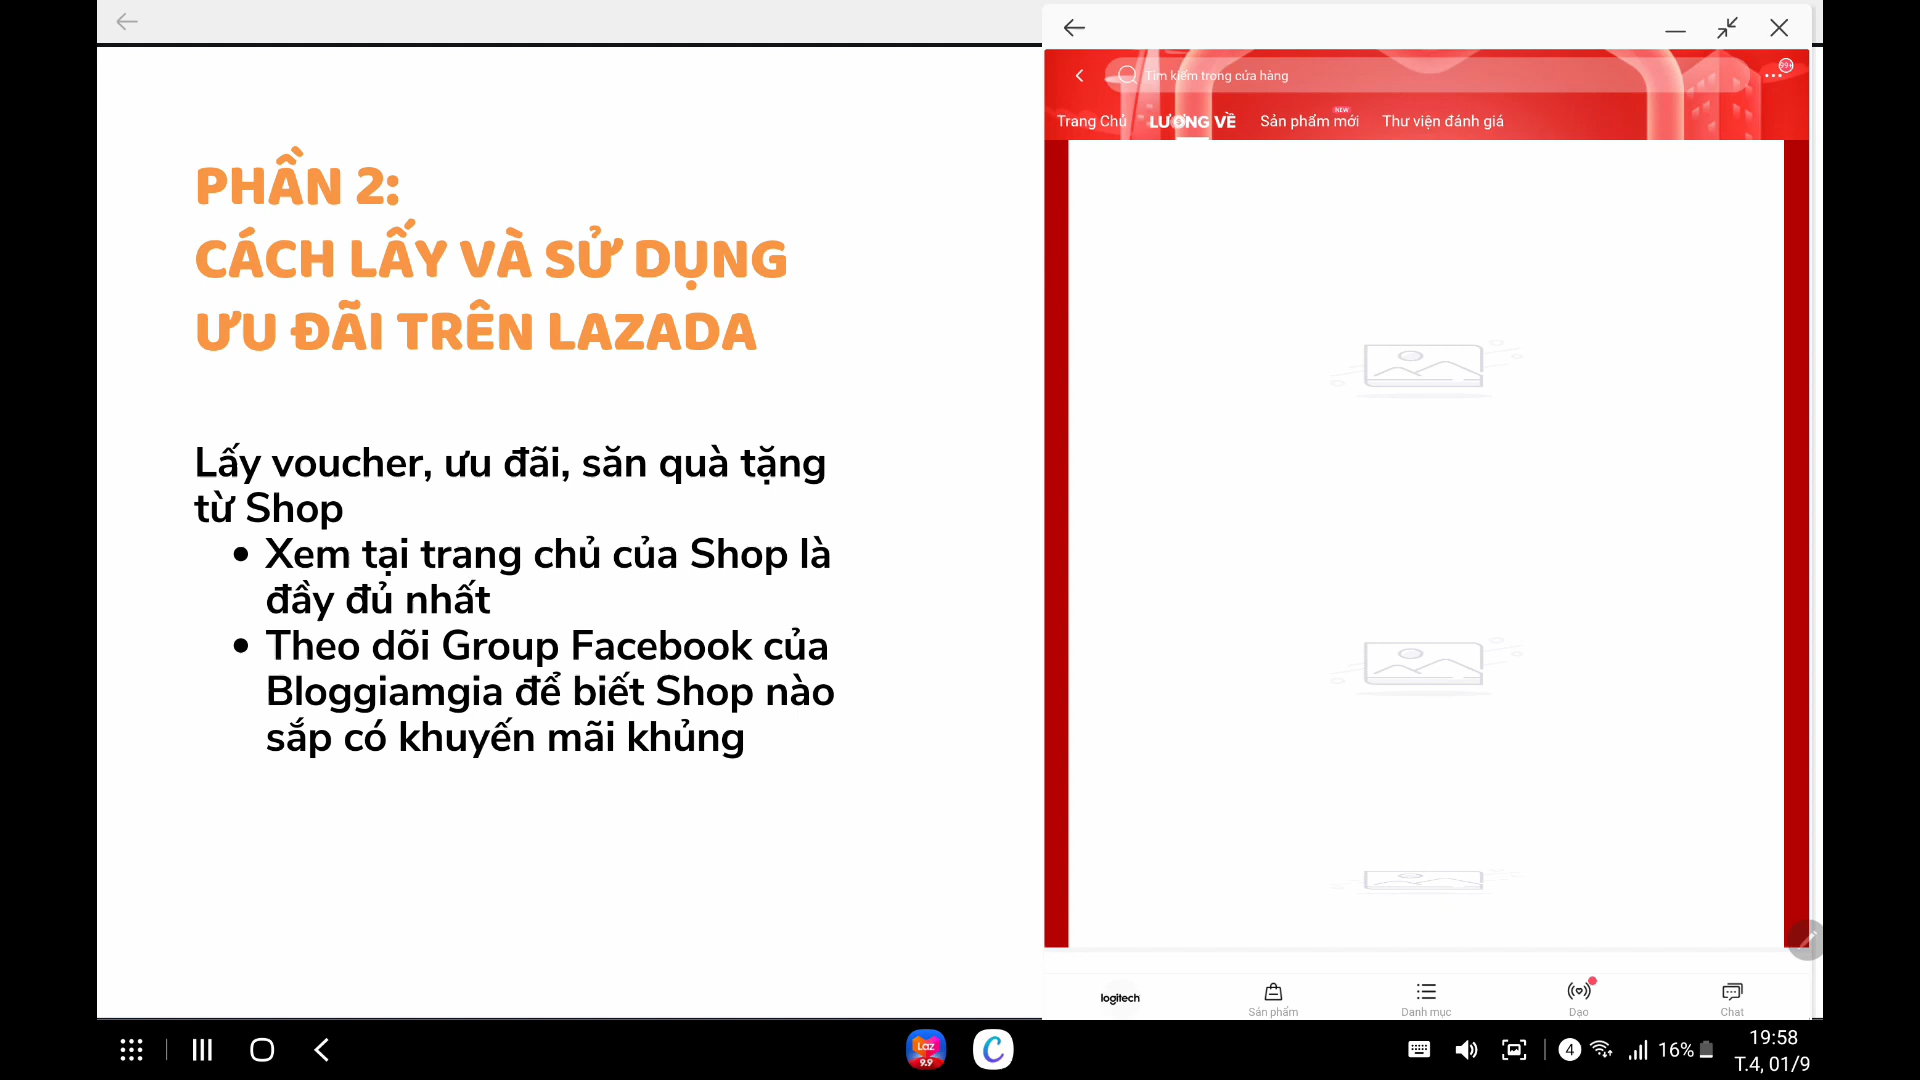 PHẦN 2:
CÁCH LẤY VÀ SỬ DỤNG
ƯU ĐÃI TRÊN LAZADA
Lấy voucher, ưu đãi, săn quà tặng
từ Shop
• Xem tại trang chủ của Shop là
đầy đủ nhất
• Theo dõi Group Facebook của
Bloggiamgia để biết Shop nào
sắp có khuyến mãi khủng
Tìm kiếm trong cửa hàng
99+
Trang Chủ LƯƠNG VỀ Sản phẩm mới NEW Thư viện đánh giá
logitech Sản phẩm Danh mục Dạo Chat
Laz
9.9
C
4 16% 19:58
T.4, 01/9